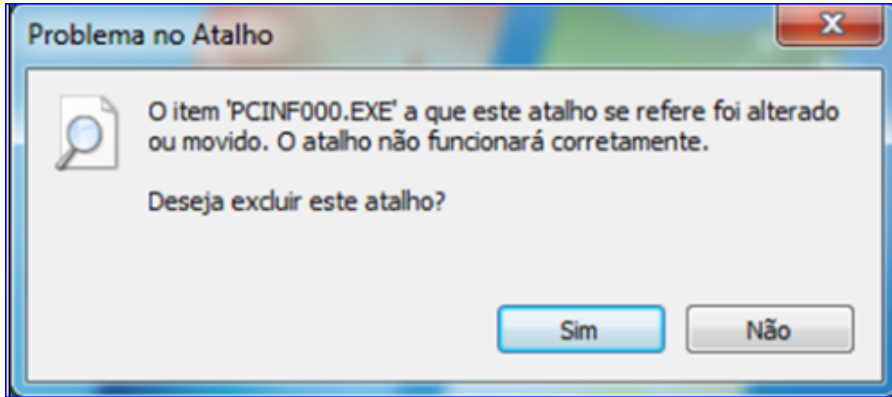 Problema no Atalho
O item 'PCINF000.EXE' a que este atalho se refere foi alterado
ou movido. O atalho não funcionará corretamente.
Deseja excluir este atalho?
Sim
Não